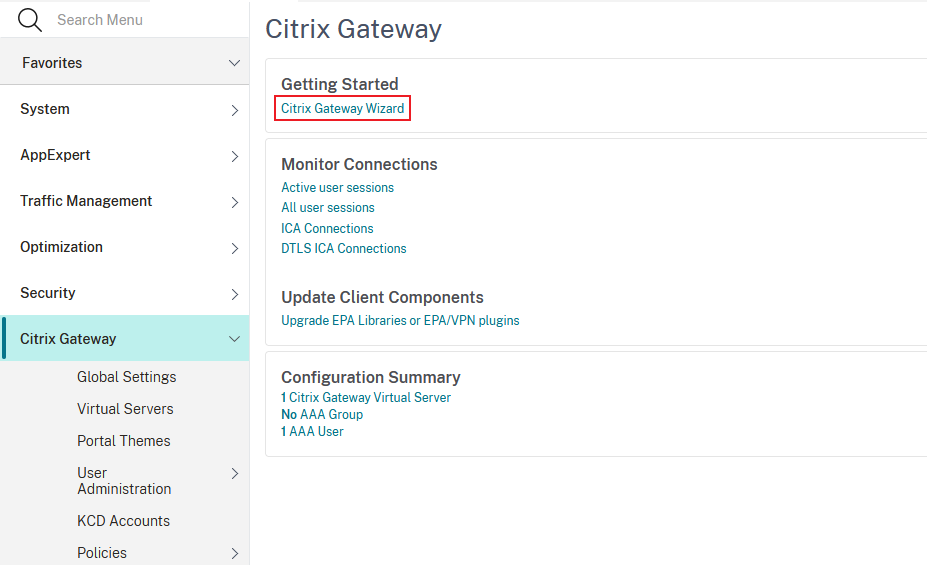 Search Menu
Favorites
System
AppExpert
Traffic Management
Optimization
Security
Citrix Gateway
Global Settings
Virtual Servers
Portal Themes
User
Administration
KCD Accounts
Policies
Citrix Gateway
Getting Started
Citrix Gateway Wizard
Monitor Connections
Active user sessions
All user sessions
ICA Connections
DTLS ICA Connections
Update Client Components
Upgrade EPA Libraries or EPA/VPN plugins
Configuration Summary
1 Citrix Gateway Virtual Server
No AAA Group
1 AAA User